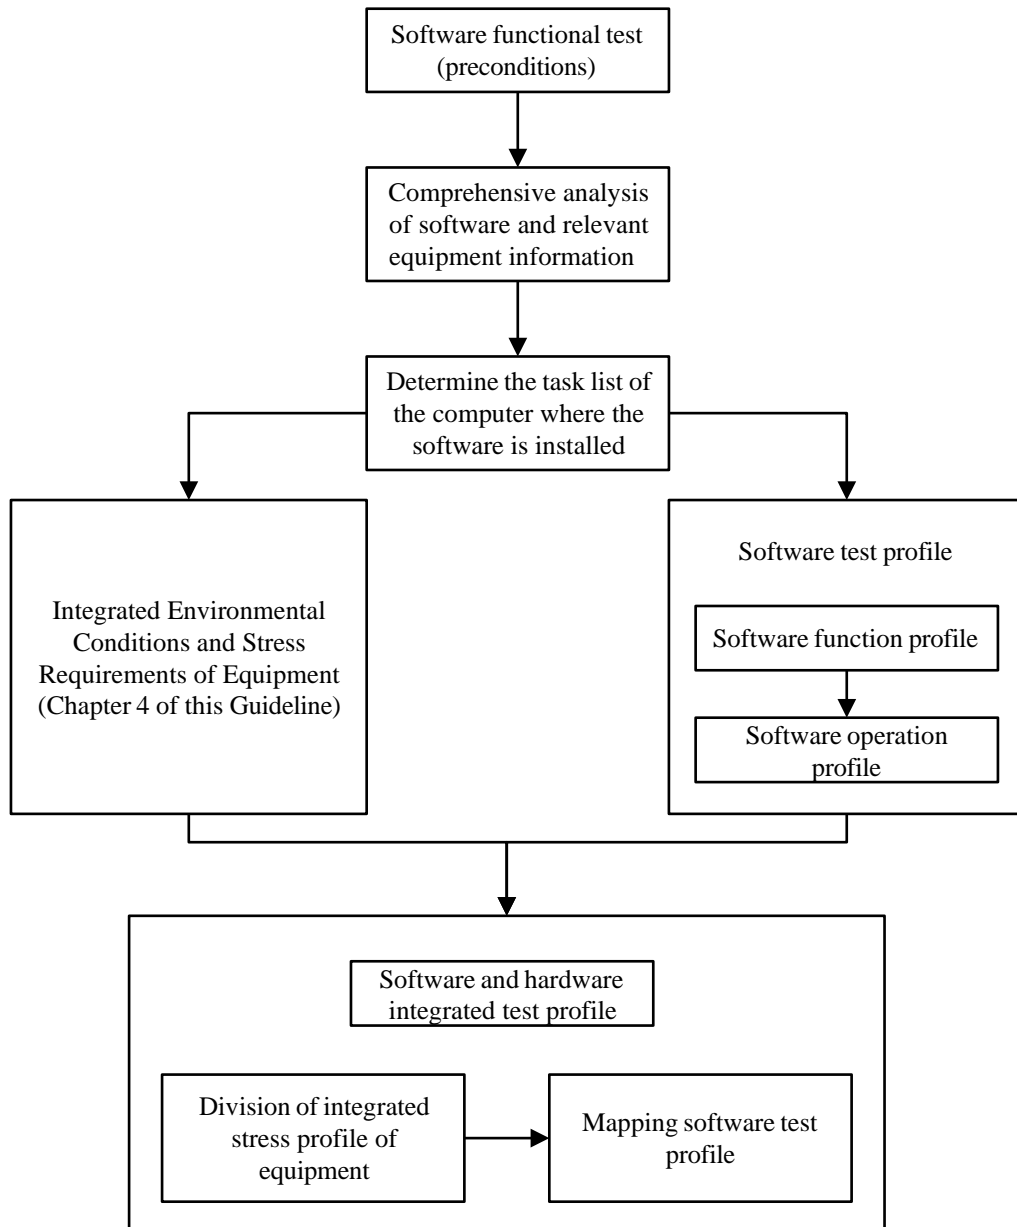 Software functional test
(preconditions)
Comprehensive analysis
of software and relevant
equipment information
Determine the task list of
the computer where the
software is installed
Integrated Environmental
Conditions and Stress
Requirements of Equipment
(Chapter 4 of this Guideline)
Software test profile
Software function profile
Software operation
profile
Software and hardware
integrated test profile
Division of integrated
stress profile of
equipment
Mapping software test
profile